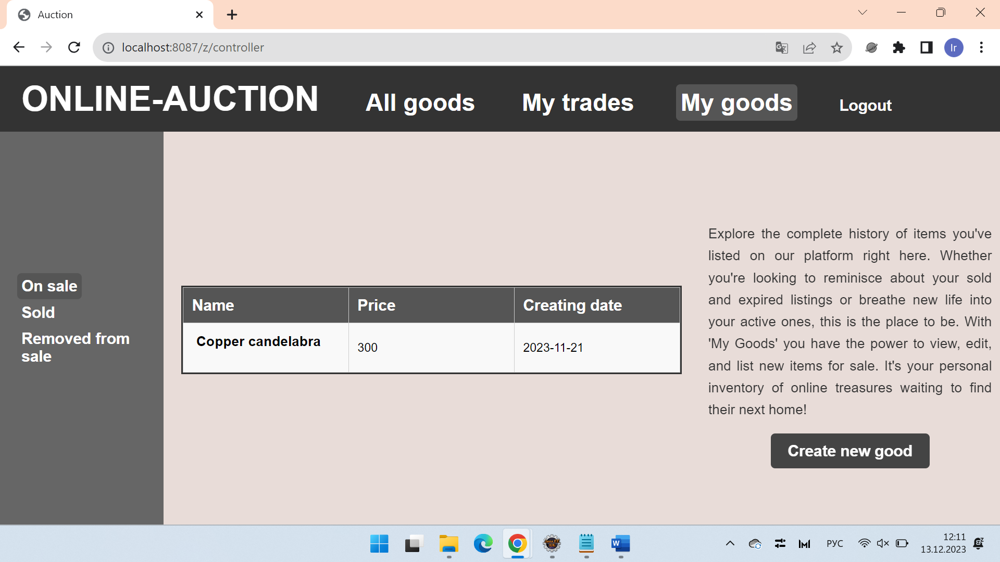 Auction
localhost:8087/z/controller
Ir
ONLINE-AUCTION
All goods
My trades
My goods
Logout
On sale
Sold
Removed from
sale
Name Price Creating date
Copper candelabra 300 2023-11-21
Explore the complete history of items you've
listed on our platform right here. Whether
you're looking to reminisce about your sold
and expired listings or breathe new life into
your active ones, this is the place to be. With
'My Goods' you have the power to view, edit,
and list new items for sale. It's your personal
inventory of online treasures waiting to find
their next home!
Create new good
РУС
12:11
13.12.2023